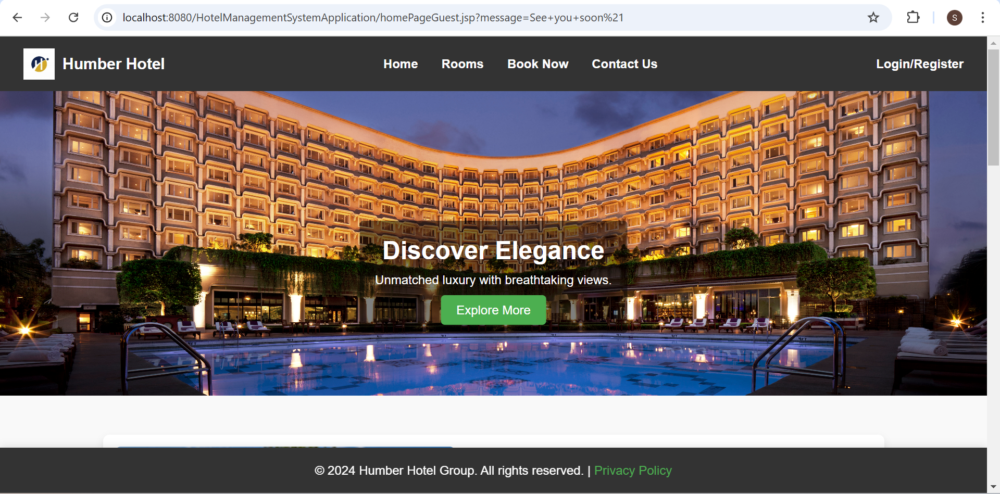 localhost:8080/HotelManagementSystemApplication/homePageGuest.jsp?message=See+you+soon%21
S
Humber Hotel
Home
Rooms
Book Now
Contact Us
Login/Register
Discover Elegance
Unmatched luxury with breathtaking views.
Explore More
© 2024 Humber Hotel Group. All rights reserved. | Privacy Policy